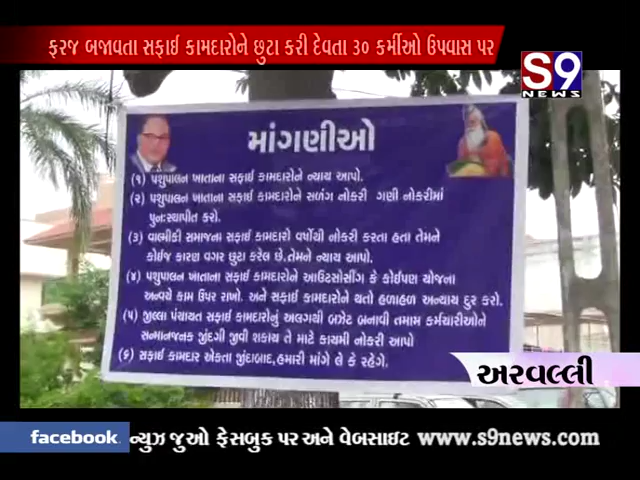 ફરજ બજાવતા સફાઈ કામદારોને છુટા કરી દેવતા ૩૦ કર્મીઓ ઉપવાસ પર
S9
NEWS
માંગણીઓ
(૧) પશુપાલન ખાતાના સફાઈ કામદારોને ન્યાય આપો.
(૨) પશુપાલન ખાતાના સફાઈ કામદારોને સળંગ નોકરી ગણી નોકરીમાં
પુનઃસ્થાપીત કરો.
(૩) વાલ્મીકી સમાજના સફાઈ કામદારો વર્ષોથી નોકરી કરતા હતા તેમને
કોઈજ કારણ વગર છુટા કરેલ છે.તેમને ન્યાય આપો.
(૪) પશુપાલન ખાતાના સફાઈ કામદારોને આઉટસોસીંગ કે કોઈપણ યોજના
અન્વયે કામ ઉપર રાખો. અને સફાઈ કામદારોને થતો હળાહળ અન્યાય દુર કરો.
(૫) જીલ્લા પંચાયત સફાઈ કામદારોનું અલગથી બઝેટ બનાવી તમામ કર્મચારીઓને
સન્માનજનક જીંદગી જીવી શકાય તે માટે કાયમી નોકરી આપો
(૬) સફાઈ કામદાર એકતા જીંદાબાદ,હમારી માંગે લે કે રહેગે.
અરવલ્લી
facebook ન્યુઝ જુઓ ફેસબુક પર અને વેબસાઇટ www.s9news.com